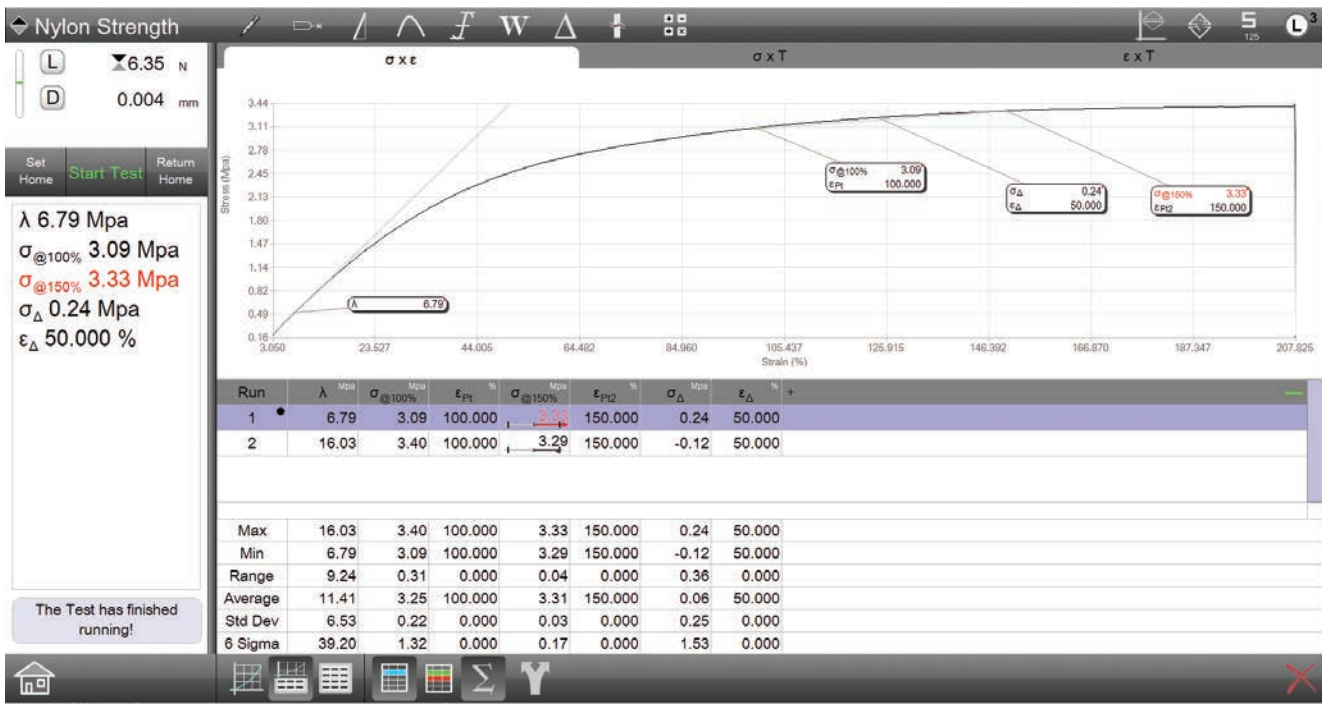 Nylon Strength
W
S
125
L 3
L 6.35 N
D 0.004 mm
Set Home
Start Test
Return Home
λ 6.79 Mpa
σ@100% 3.09 Mpa
σ@150% 3.33 Mpa
σΔ 0.24 Mpa
εΔ 50.000 %
The Test has finished
running!
σ x ε
σ x T
ε x T
Stress (Mpa)
3.44
3.11
2.78
2.45
2.13
1.80
1.47
1.14
0.82
0.49
0.16
λ 6.79
σ@100% 3.09
εPt 100.000
σΔ 0.24
εΔ 50.000
σ@150% 3.33
εPt2 150.000
3.050 23.527 44.005 64.482 84.960 105.437 125.915 146.392 166.870 187.347 207.825
Strain (%)
Run λ Mpa σ@100% Mpa εPt % σ@150% Mpa εPt2 % σΔ Mpa εΔ % +
1 6.79 3.09 100.000 3.33 150.000 0.24 50.000
2 16.03 3.40 100.000 3.29 150.000 -0.12 50.000
Max 16.03 3.40 100.000 3.33 150.000 0.24 50.000
Min 6.79 3.09 100.000 3.29 150.000 -0.12 50.000
Range 9.24 0.31 0.000 0.04 0.000 0.36 0.000
Average 11.41 3.25 100.000 3.31 150.000 0.06 50.000
Std Dev 6.53 0.22 0.000 0.03 0.000 0.25 0.000
6 Sigma 39.20 1.32 0.000 0.17 0.000 1.53 0.000
Σ